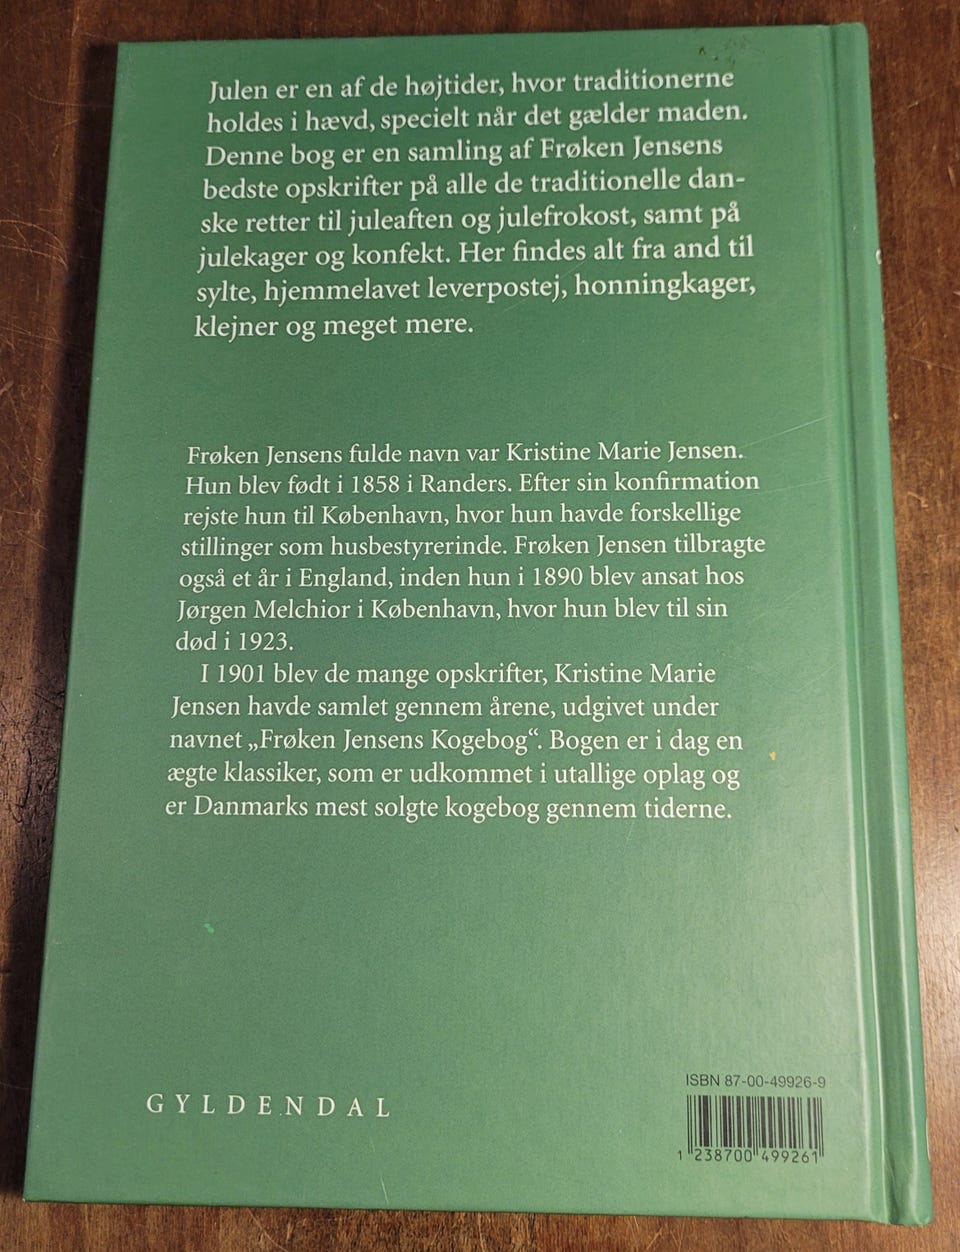 Julen er en af de højtider, hvor traditionerne
holdes i hævd, specielt når det gælder maden.
Denne bog er en samling af Frøken Jensens
bedste opskrifter på alle de traditionelle dan-
ske retter til juleaften og julefrokost, samt på
julekager og konfekt. Her findes alt fra and til
sylte, hjemmelavet leverpostej, honningkager,
klejner og meget mere.
Frøken Jensens fulde navn var Kristine Marie Jensen.
Hun blev født i 1858 i Randers. Efter sin konfirmation
rejste hun til København, hvor hun havde forskellige
stillinger som husbestyrerinde. Frøken Jensen tilbragte
også et år i England, inden hun i 1890 blev ansat hos
Jørgen Melchior i København, hvor hun blev til sin
død i 1923.
I 1901 blev de mange opskrifter, Kristine Marie
Jensen havde samlet gennem årene, udgivet under
navnet „Frøken Jensens Kogebog“. Bogen er i dag en
ægte klassiker, som er udkommet i utallige oplag og
er Danmarks mest solgte kogebog gennem tiderne.
GYLDENDAL
ISBN 87-00-49926-9
1 238700 499261